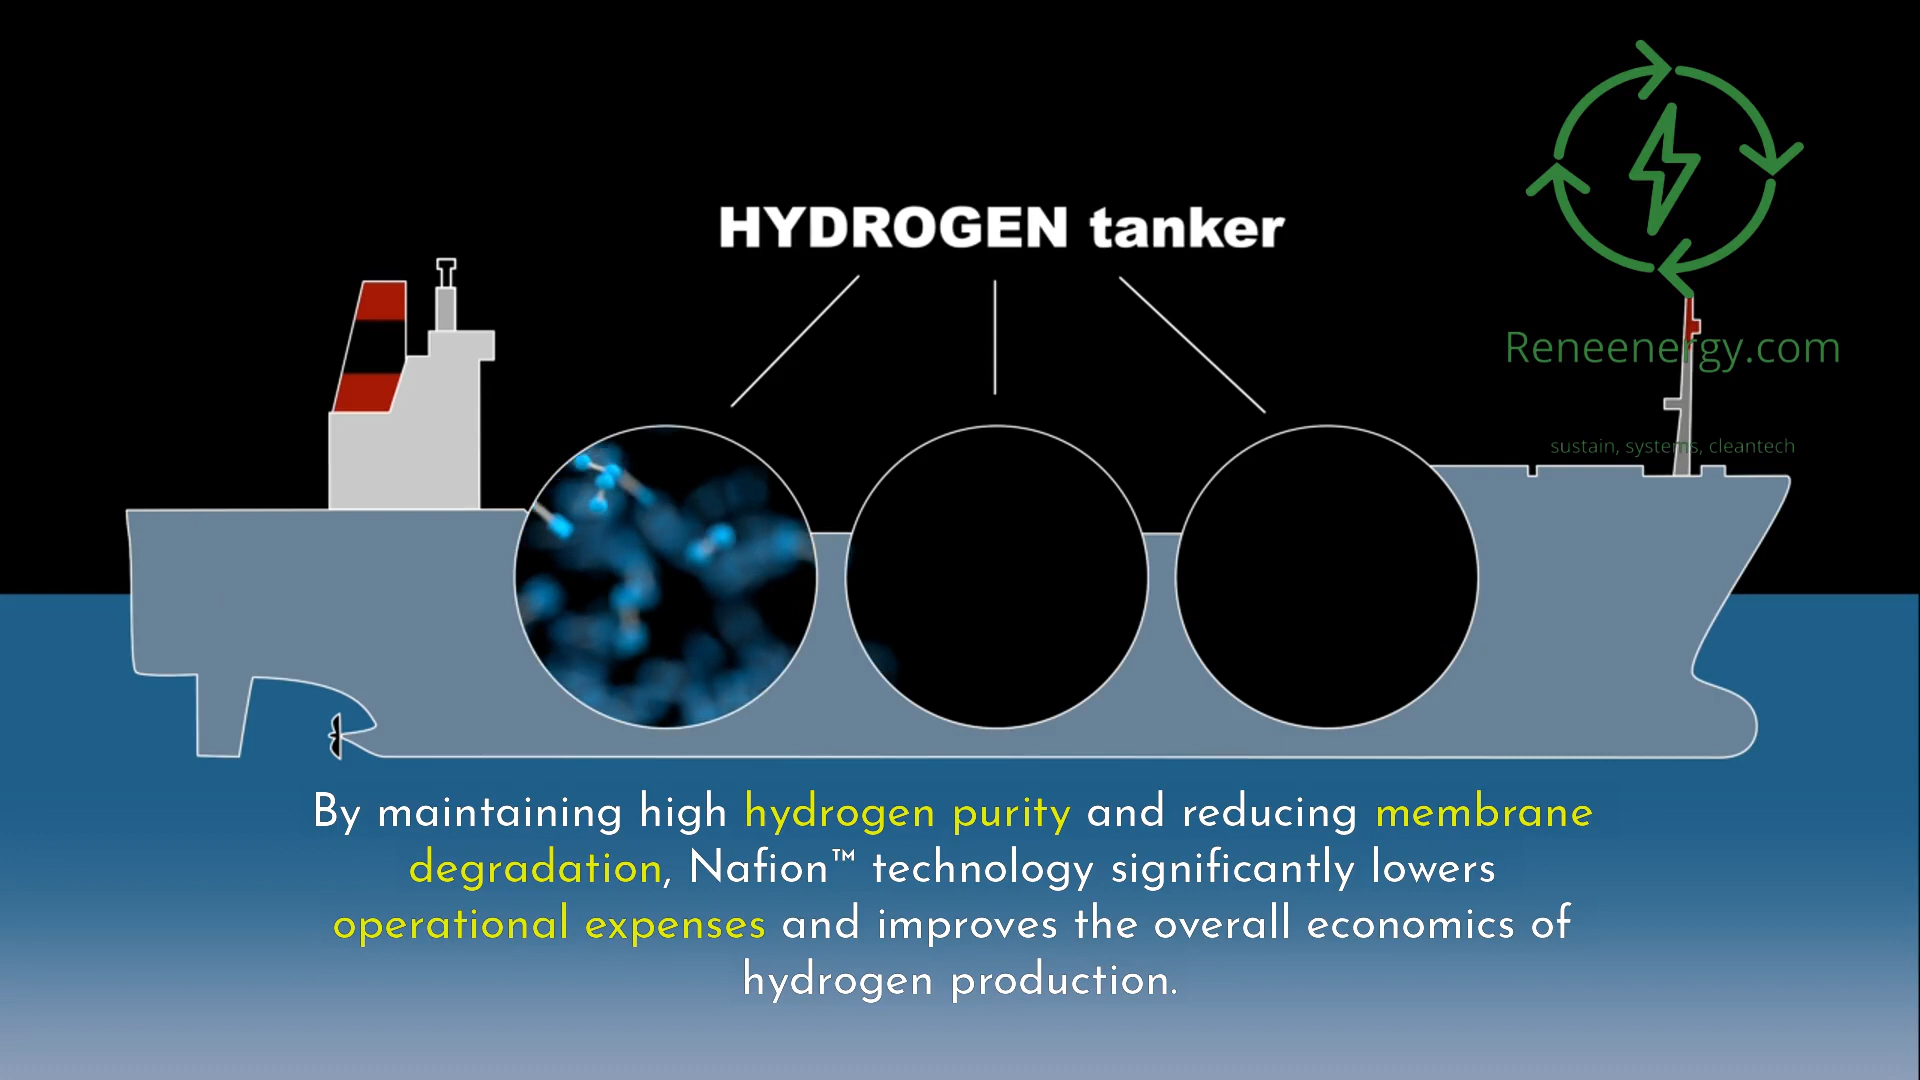 HYDROGEN tanker
Reneenergy.com
sustain, systems, cleantech
By maintaining high hydrogen purity and reducing membrane
degradation, Nafion™ technology significantly lowers
operational expenses and improves the overall economics of
hydrogen production.